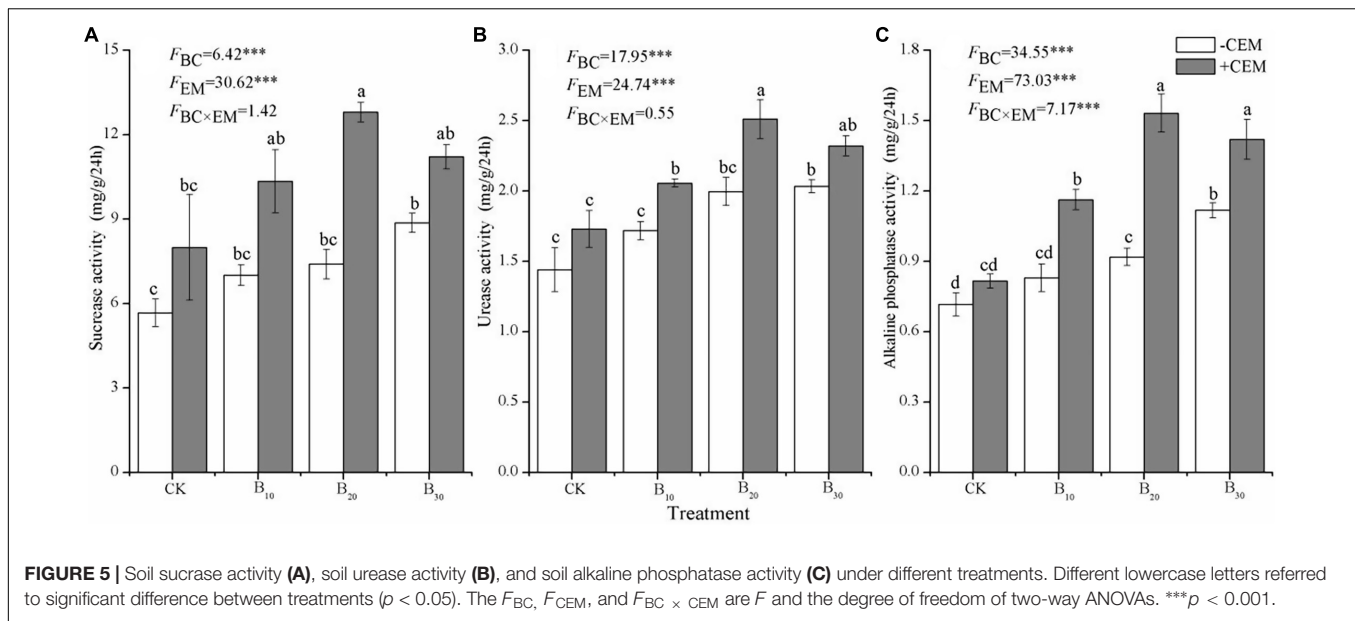 A
F_BC=6.42***
F_EM=30.62***
F_BC×EM=1.42
15
12
9
6
3
0
Sucrease activity (mg/g/24h)
c
bc
bc
ab
bc
a
b
ab
CK
B₁₀
B₂₀
B₃₀
B
F_BC=17.95***
F_EM=24.74***
F_BC×EM=0.55
3.0
2.5
2.0
1.5
1.0
0.5
0.0
Urease activity (mg/g/24h)
c
c
c
b
bc
a
b
ab
CK
B₁₀
B₂₀
B₃₀
Treatment
C
F_BC=34.55***
F_EM=73.03***
F_BC×EM=7.17***
-CEM
+CEM
1.8
1.5
1.2
0.9
0.6
0.3
0.0
Alkaline phosphatase activity (mg/g/24h)
d
cd
cd
b
c
a
b
a
CK
B₁₀
B₂₀
B₃₀
FIGURE 5 | Soil sucrase activity (A), soil urease activity (B), and soil alkaline phosphatase activity (C) under different treatments. Different lowercase letters referred
to significant difference between treatments (p < 0.05). The F_BC, F_CEM, and F_BC × CEM are F and the degree of freedom of two-way ANOVAs. ***p < 0.001.